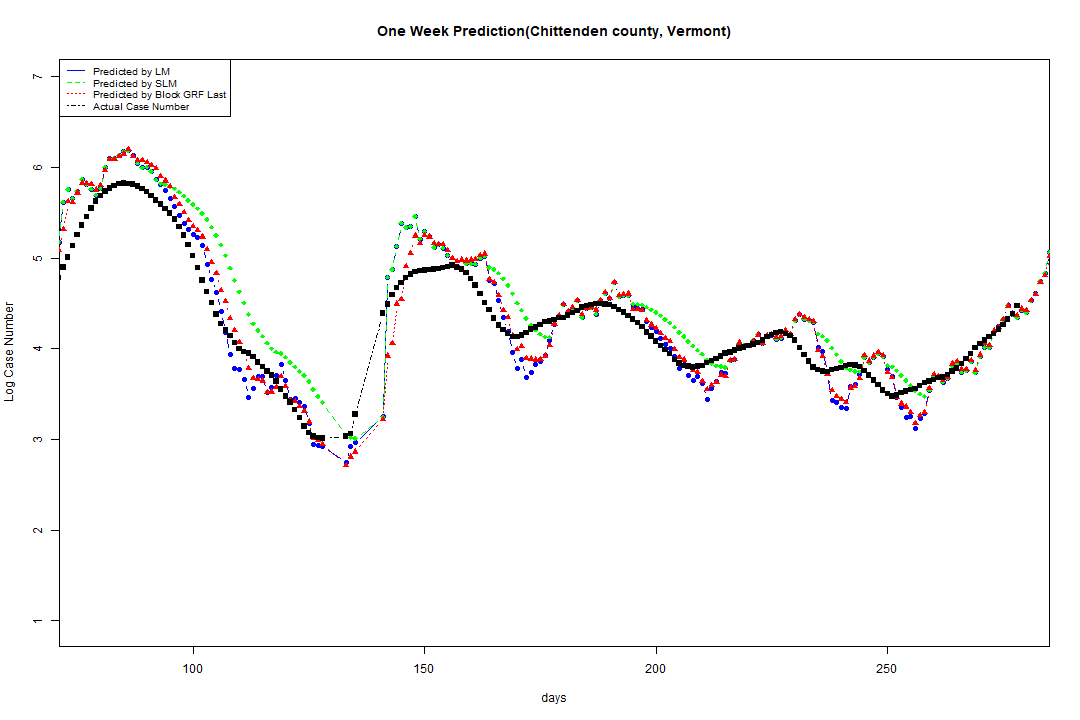 One Week Prediction(Chittenden county, Vermont)
Predicted by LM
Predicted by SLM
Predicted by Block GRF Last
Actual Case Number
7
6
5
4
3
2
1
Log Case Number
100 150 200 250
days